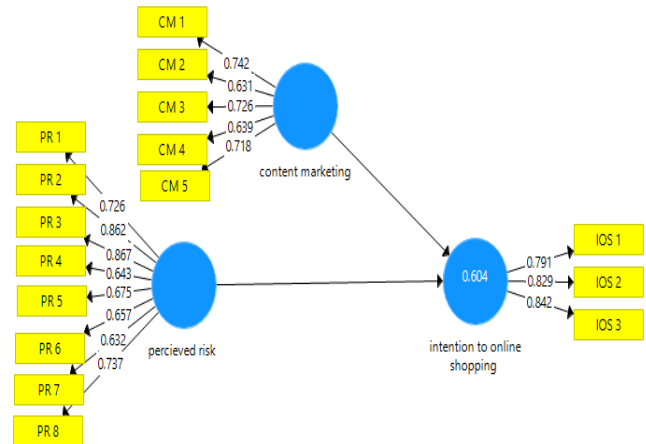 CM 1
CM 2
CM 3
CM 4
CM 5
0.742
0.631
0.726
0.639
0.718
content marketing
PR 1
PR 2
PR 3
PR 4
PR 5
PR 6
PR 7
PR 8
0.726
0.862
0.867
0.643
0.675
0.657
0.632
0.737
percieved risk
0.604
intention to online
shopping
0.791
0.829
0.842
IOS 1
IOS 2
IOS 3